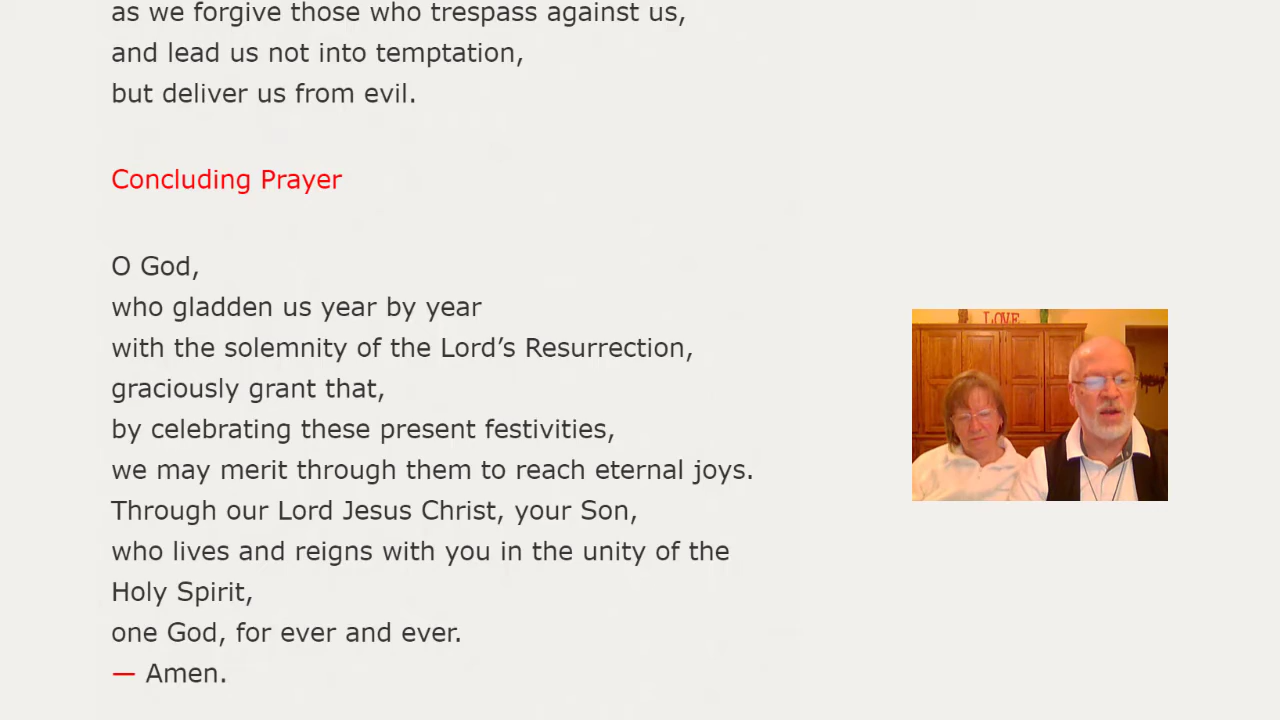 as we forgive those who trespass against us,
and lead us not into temptation,
but deliver us from evil.
Concluding Prayer
O God,
who gladden us year by year
with the solemnity of the Lord’s Resurrection,
graciously grant that,
by celebrating these present festivities,
we may merit through them to reach eternal joys.
Through our Lord Jesus Christ, your Son,
who lives and reigns with you in the unity of the
Holy Spirit,
one God, for ever and ever.
— Amen.
LOVE